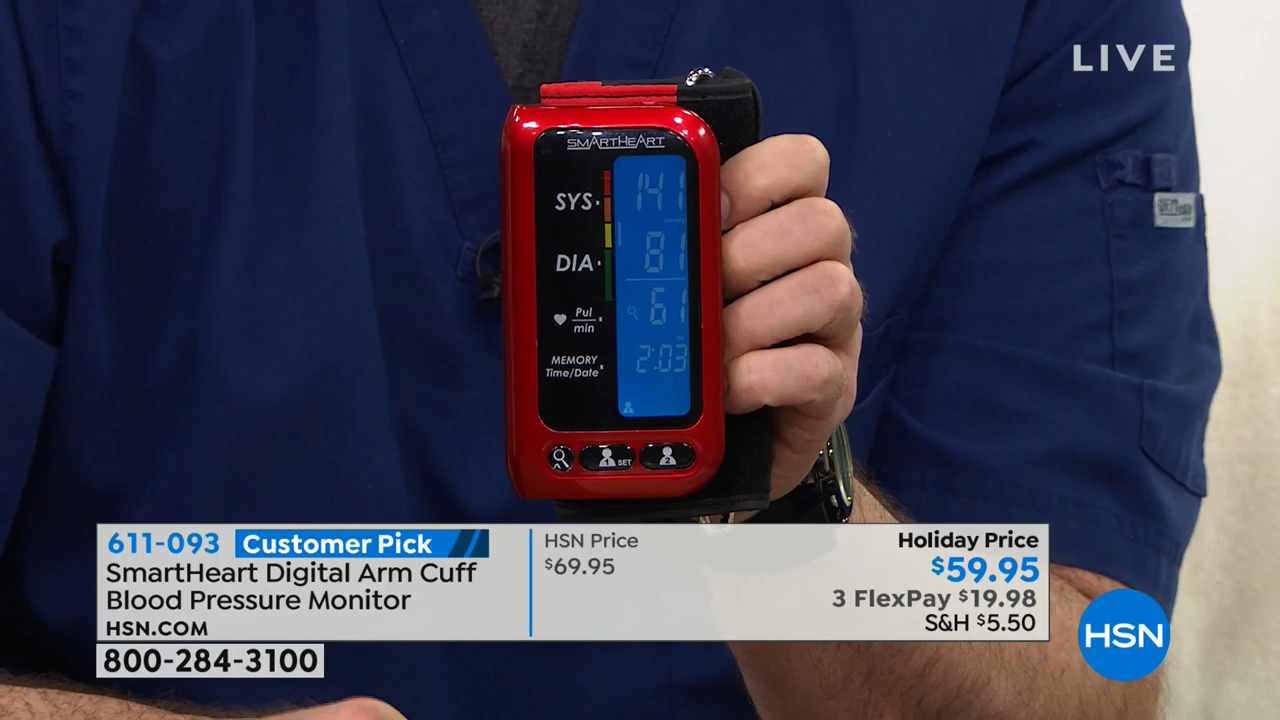 LIVE
SMARTHEART
SYS
141
mmHg
DIA
81
Pul
min
61
MEMORY
Time/Date
2:03
1 SET
2
611-093 Customer Pick
SmartHeart Digital Arm Cuff
Blood Pressure Monitor
HSN.COM
800-284-3100
HSN Price
$69.95
Holiday Price
$59.95
3 FlexPay $19.98
S&H $5.50
HSN